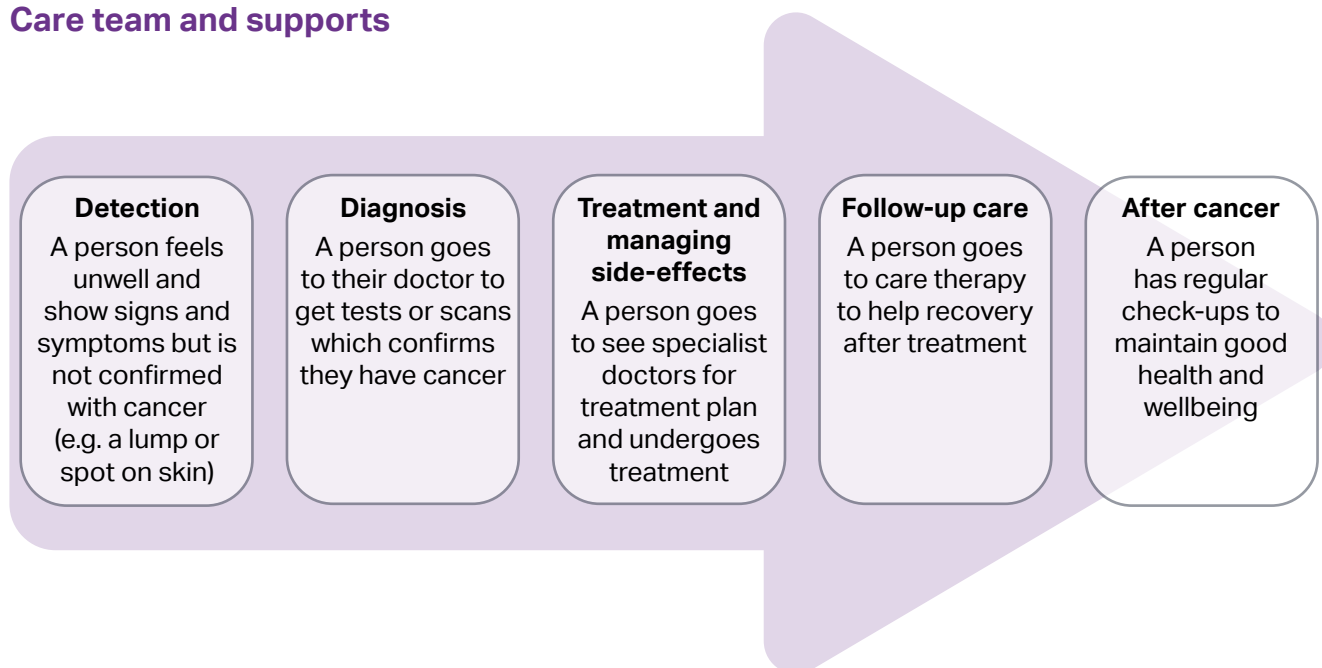 Care team and supports
Detection
A person feels
unwell and
show signs and
symptoms but is
not confirmed
with cancer
(e.g. a lump or
spot on skin)
Diagnosis
A person goes
to their doctor to
get tests or scans
which confirms
they have cancer
Treatment and
managing
side-effects
A person goes
to see specialist
doctors for
treatment plan
and undergoes
treatment
Follow-up care
A person goes
to care therapy
to help recovery
after treatment
After cancer
A person
has regular
check-ups to
maintain good
health and
wellbeing